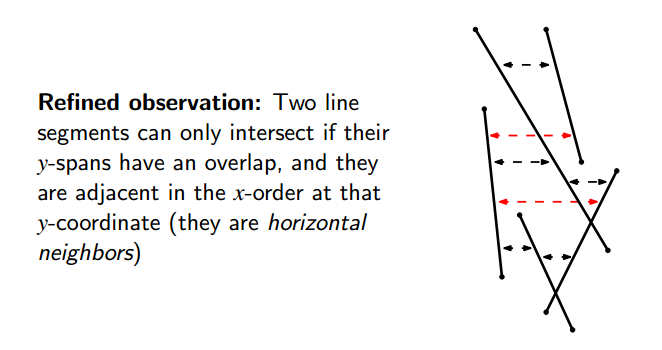 Refined observation: Two line
segments can only intersect if their
y-spans have an overlap, and they
are adjacent in the x-order at that
y-coordinate (they are horizontal
neighbors)